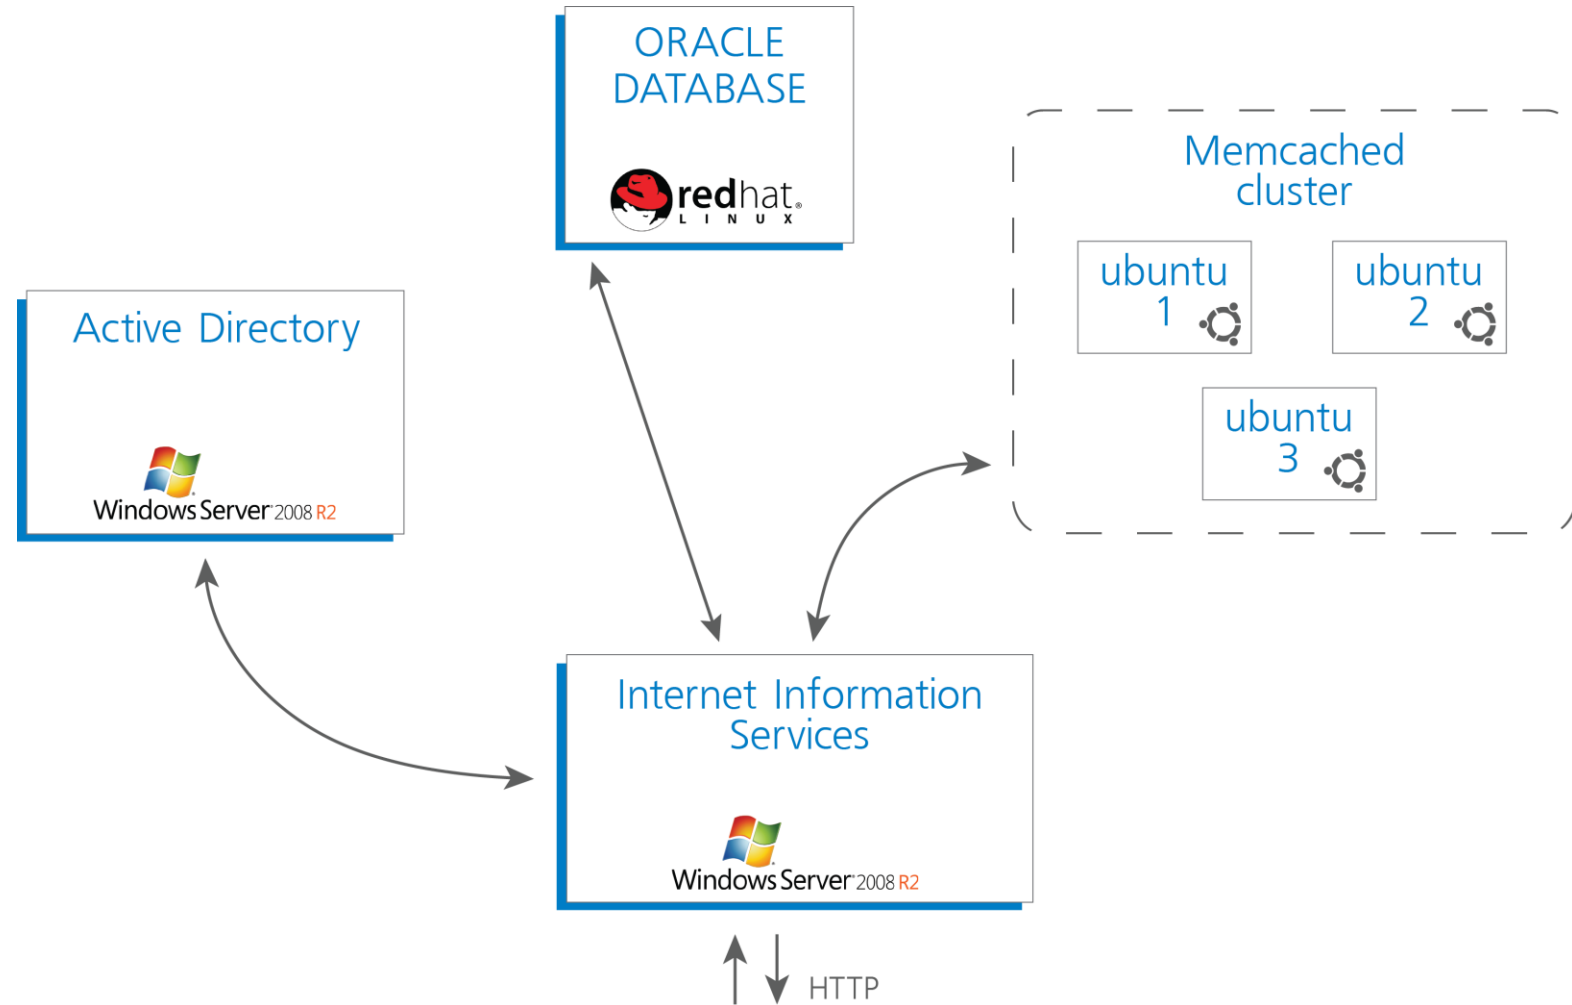 ORACLE
DATABASE
redhat.
LINUX
Memcached
cluster
ubuntu
1
ubuntu
2
ubuntu
3
Active Directory
Windows Server 2008 R2
Internet Information
Services
Windows Server 2008 R2
HTTP